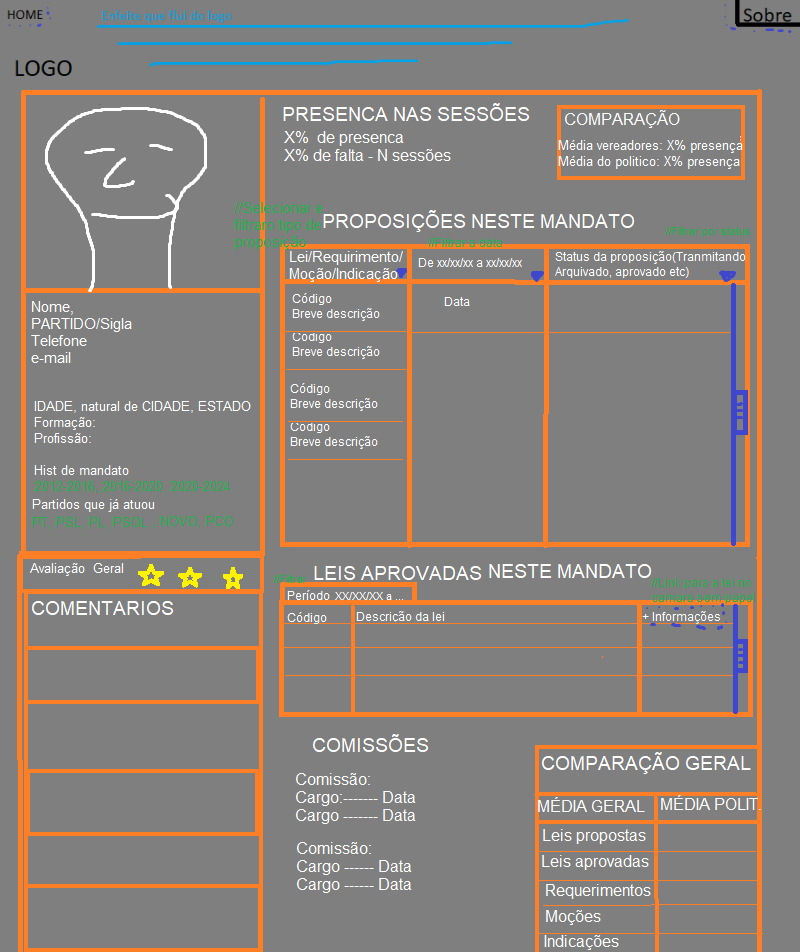 HOME
Enfeite que flui do logo
Sobre
LOGO
PRESENCA NAS SESSÕES
X% de presenca
X% de falta - N sessões
COMPARAÇÃO
Média vereadores: X% presença
Média do politico: X% presença
//Selecionar e
filtraro tipo de
proposição
PROPOSIÇÕES NESTE MANDATO
//Filtrar a data
//Filtrar por status
Lei/Requirimento/
Moção/Indicação
De xx/xx/xx a xx/xx/xx
Status da proposição(Tranmitando
Arquivado, aprovado etc)
Código
Breve descrição
Data
Código
Breve descrição
Código
Breve descrição
Código
Breve descrição
Nome,
PARTIDO/Sigla
Telefone
e-mail
IDADE, natural de CIDADE, ESTADO
Formação:
Profissão:
Hist de mandato
2012-2016, 2016-2020, 2020-2024
Partidos que já atuou
PT, PSL, PL, PSOL, NOVO, PCO
Avaliação Geral
COMENTARIOS
//Filtrar
LEIS APROVADAS NESTE MANDATO
//Link para a lei no
Período XX/XX/XX a ...
Código
Descrição da lei
+ Informações
COMISSÕES
Comissão:
Cargo:------- Data
Cargo ------- Data
Comissão:
Cargo ------ Data
Cargo ------ Data
COMPARAÇÃO GERAL
MÉDIA GERAL
MÉDIA POLIT.
Leis propostas
Leis aprovadas
Requerimentos
Moções
Indicações